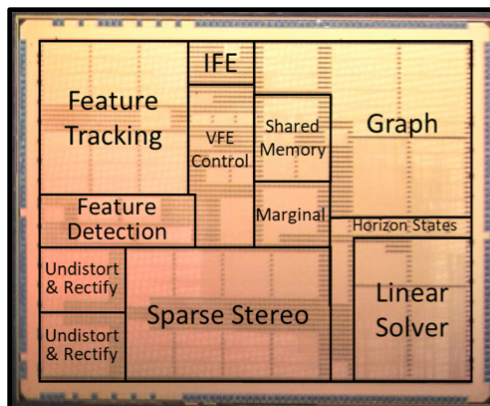 IFE
Feature
Tracking
VFE
Control
Shared
Memory
Graph
Feature
Detection
Marginal
Horizon States
Undistort
& Rectify
Sparse Stereo
Linear
Solver
Undistort
& Rectify